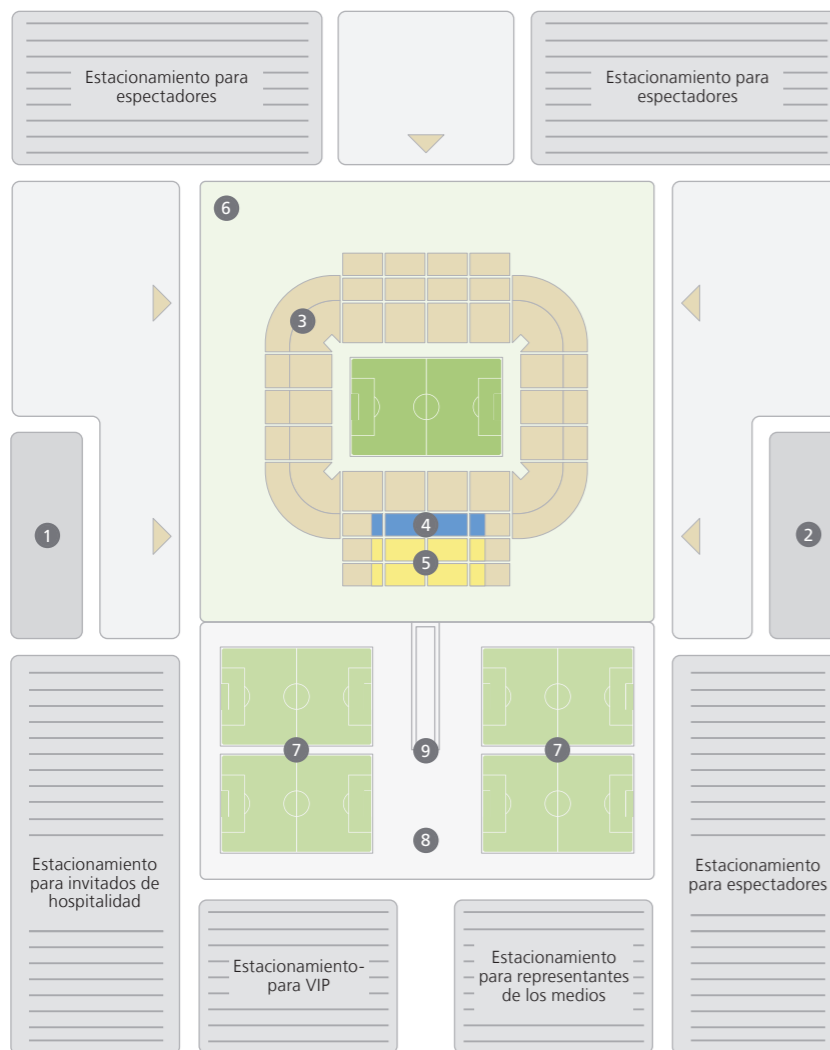 Estacionamiento para
espectadores
Estacionamiento para
espectadores
6
3
4
1
2
5
7
9
7
8
Estacionamiento
para invitados de
hospitalidad
Estacionamiento
para espectadores
Estacionamiento-
para VIP
Estacionamiento
para representantes
de los medios